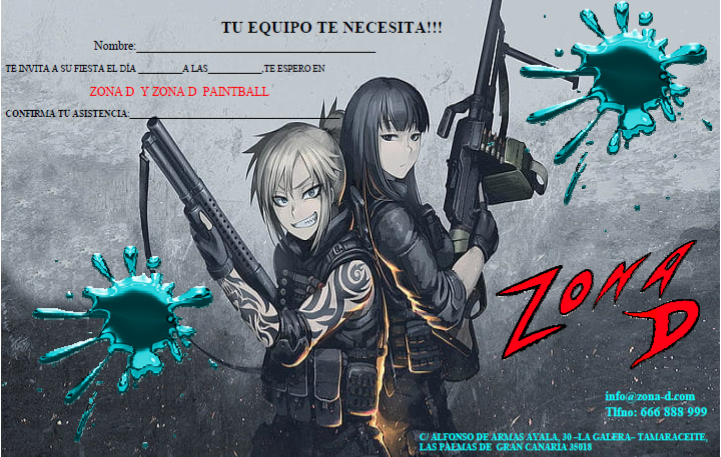 TU EQUIPO TE NECESITA!!!
Nombre:
TE INVITA A SU FIESTA EL DÍA _________A LAS___________,TE ESPERO EN
ZONA D Y ZONA D PAINTBALL
CONFIRMA TU ASISTENCIA:
ZONA
D
info@zona-d.com
Tlfno: 666 888 999
C/ ALFONSO DE ARMAS AYALA, 30 –LA GALERA– TAMARACEITE,
LAS PALMAS DE GRAN CANARIA 35018